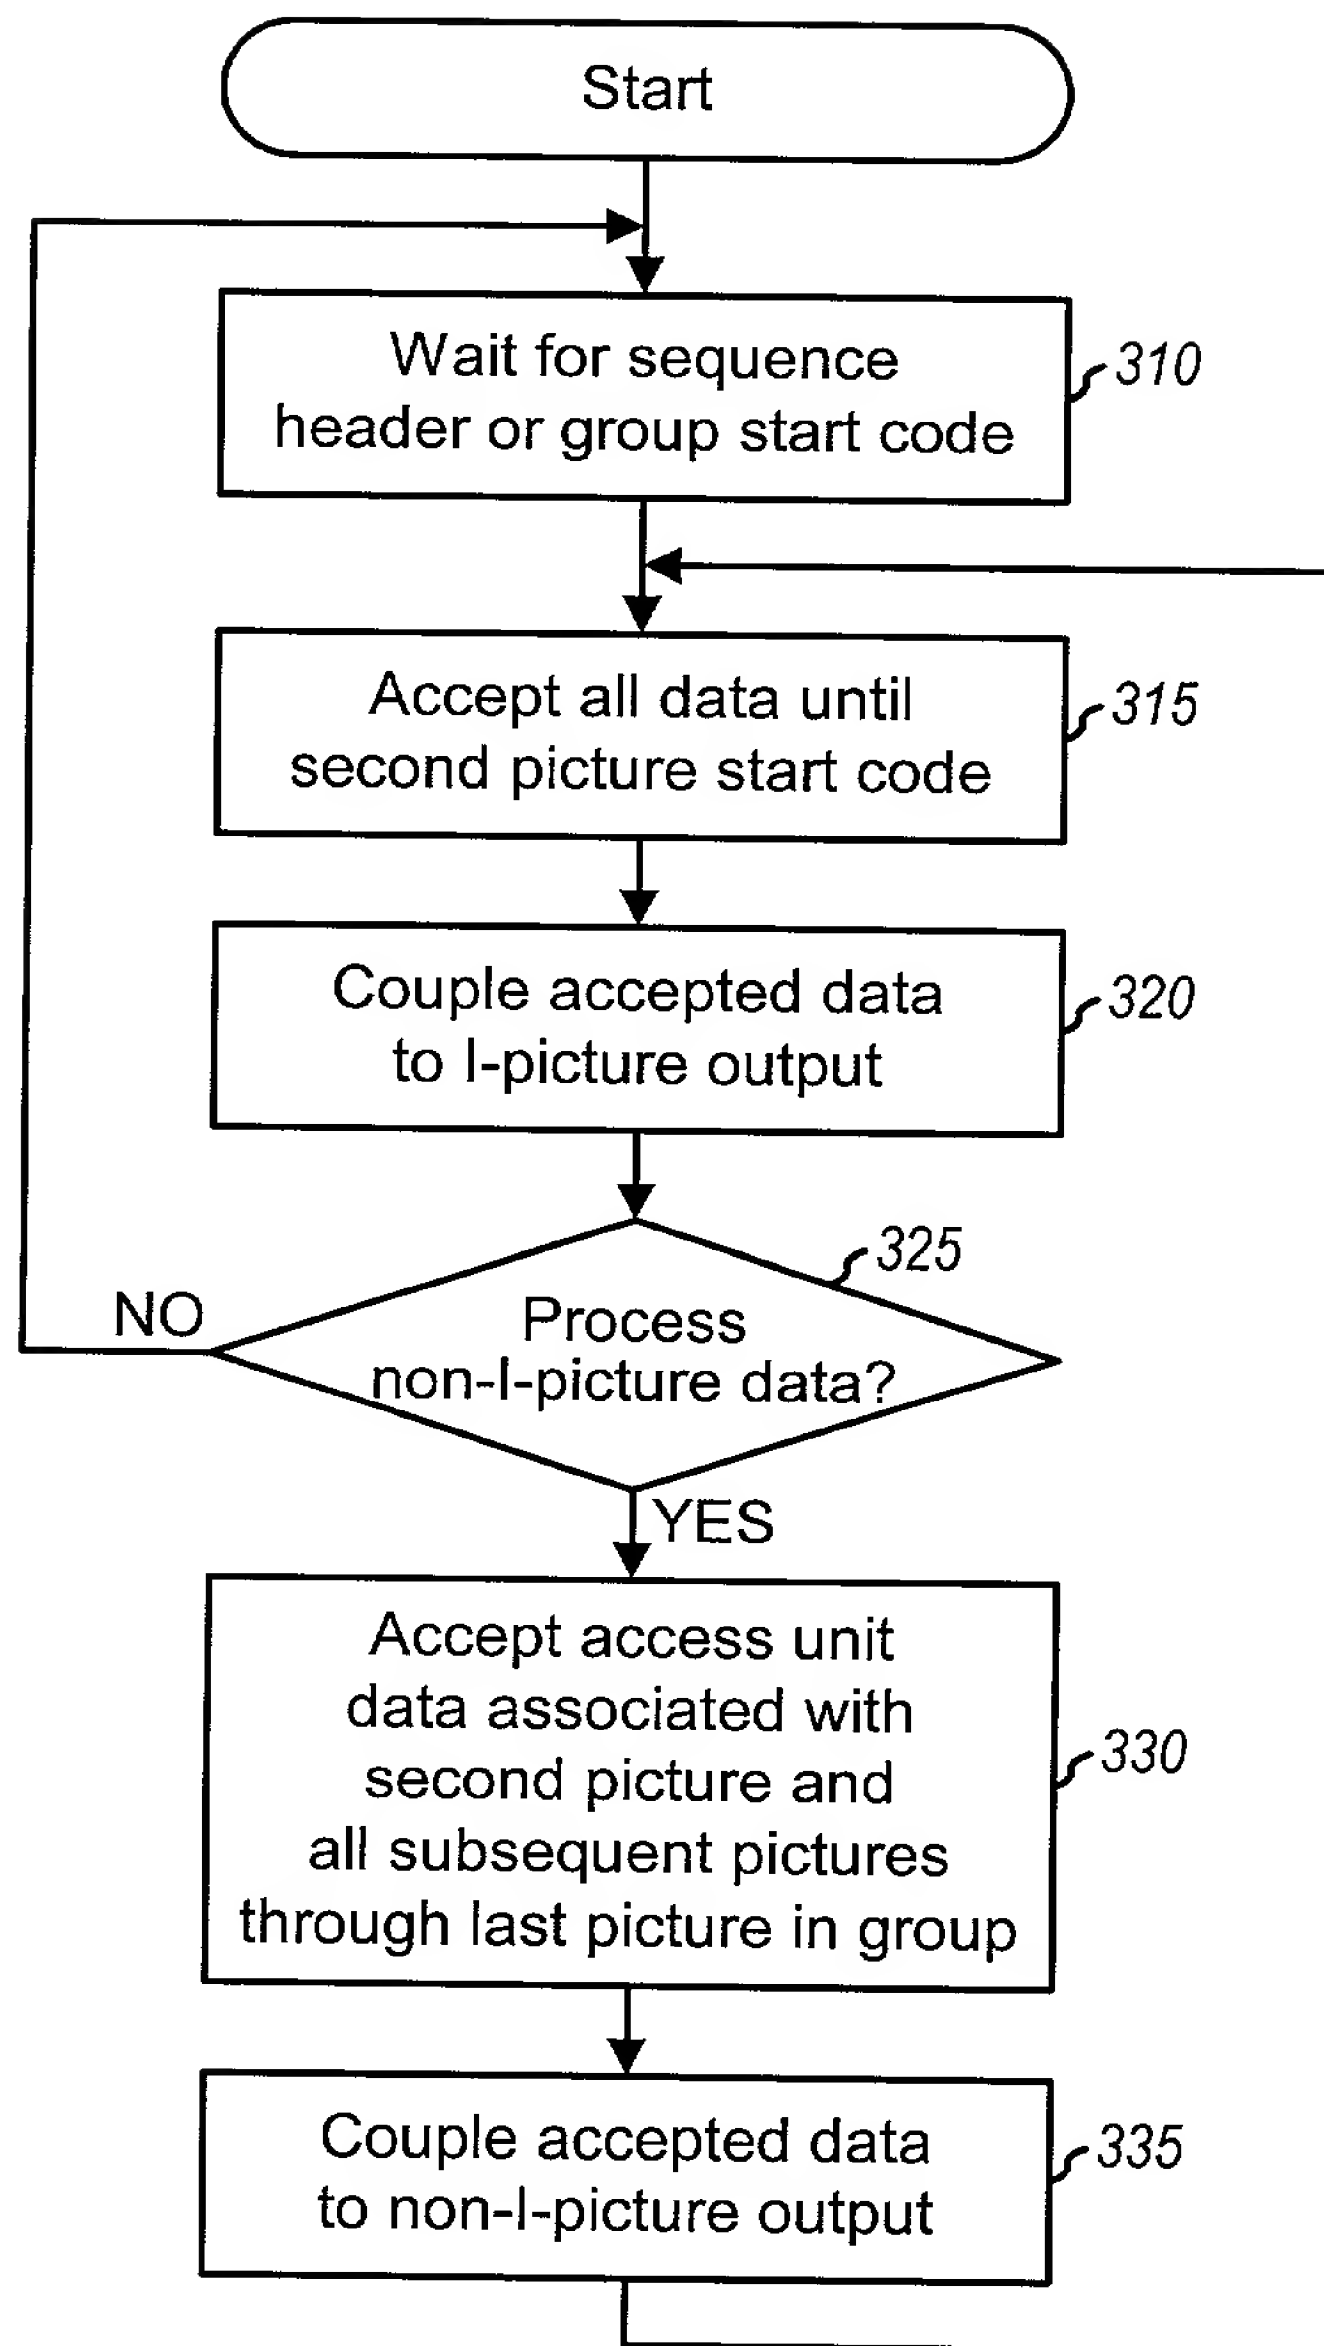 Start
Wait for sequence
header or group start code
310
Accept all data until
second picture start code
315
Couple accepted data
to I-picture output
320
325
NO
Process
non-I-picture data?
YES
Accept access unit
data associated with
second picture and
all subsequent pictures
through last picture in group
330
Couple accepted data
to non-I-picture output
335